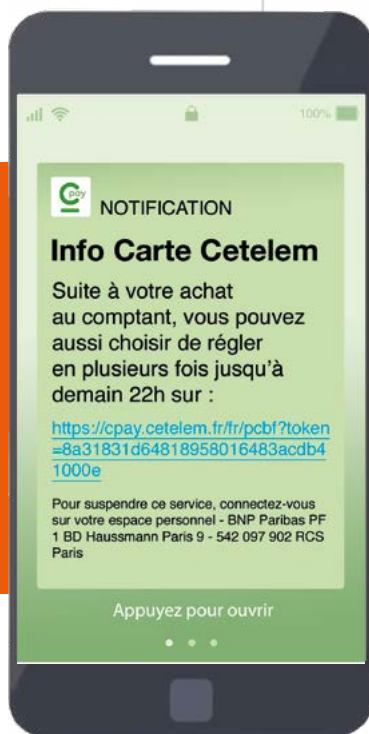 100%
Cpay
NOTIFICATION
Info Carte Cetelem
Suite à votre achat
au comptant, vous pouvez
aussi choisir de régler
en plusieurs fois jusqu'à
demain 22h sur :
https://cpay.cetelem.fr/fr/pcbf?token
=8a31831d64818958016483acdb4
1000e
Pour suspendre ce service, connectez-vous
sur votre espace personnel - BNP Paribas PF
1 BD Haussmann Paris 9 - 542 097 902 RCS
Paris
Appuyez pour ouvrir